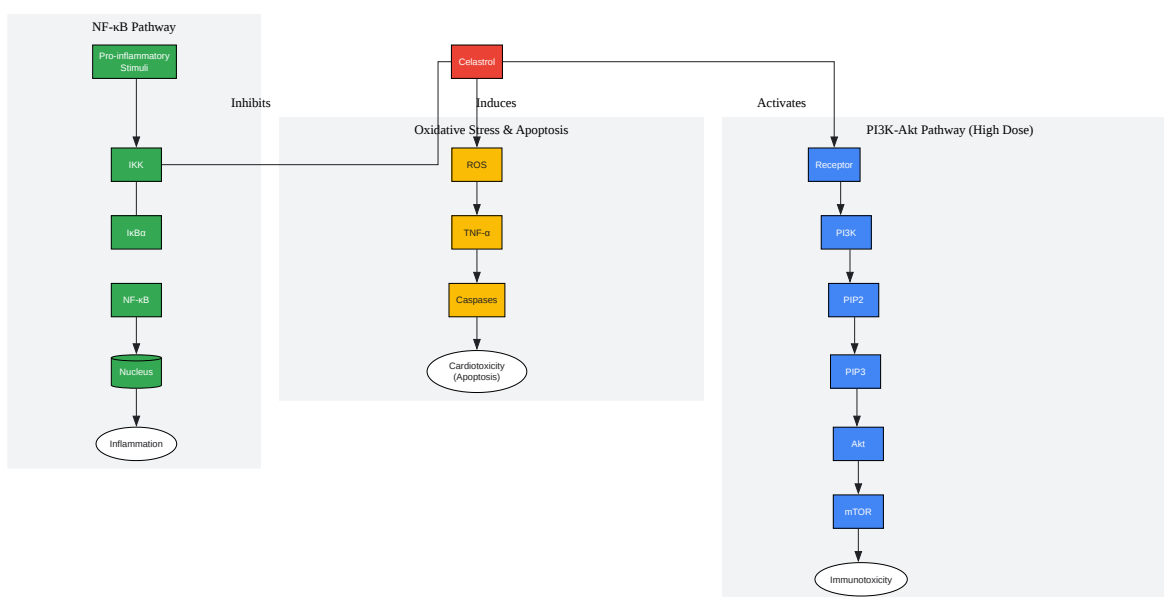 NF-κB Pathway
Pro-inflammatory
Stimuli
Celastrol
Inhibits
Induces
Activates
Oxidative Stress & Apoptosis
PI3K-Akt Pathway (High Dose)
IKK
ROS
Receptor
IκBα
TNF-α
PI3K
NF-κB
Caspases
PIP2
Nucleus
Cardiotoxicity
(Apoptosis)
PIP3
Inflammation
Akt
mTOR
Immunotoxicity